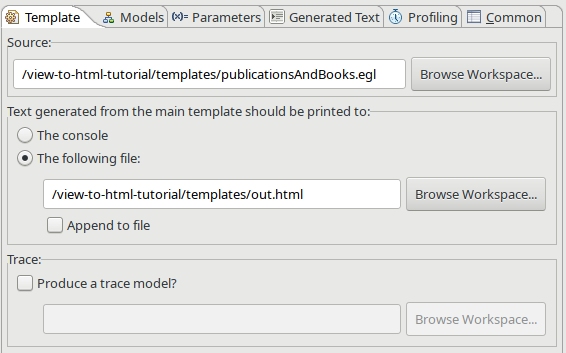 Template Models (x)= Parameters Generated Text Profiling Common
Source:
/view-to-html-tutorial/templates/publicationsAndBooks.egl Browse Workspace...
Text generated from the main template should be printed to:
The console
The following file:
/view-to-html-tutorial/templates/out.html Browse Workspace...
Append to file
Trace:
Produce a trace model?
Browse Workspace...